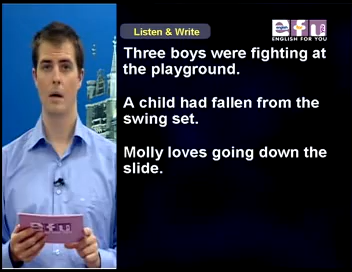 Listen & Write
efu
ENGLISH FOR YOU
Three boys were fighting at
the playground.
A child had fallen from the
swing set.
Molly loves going down the
slide.